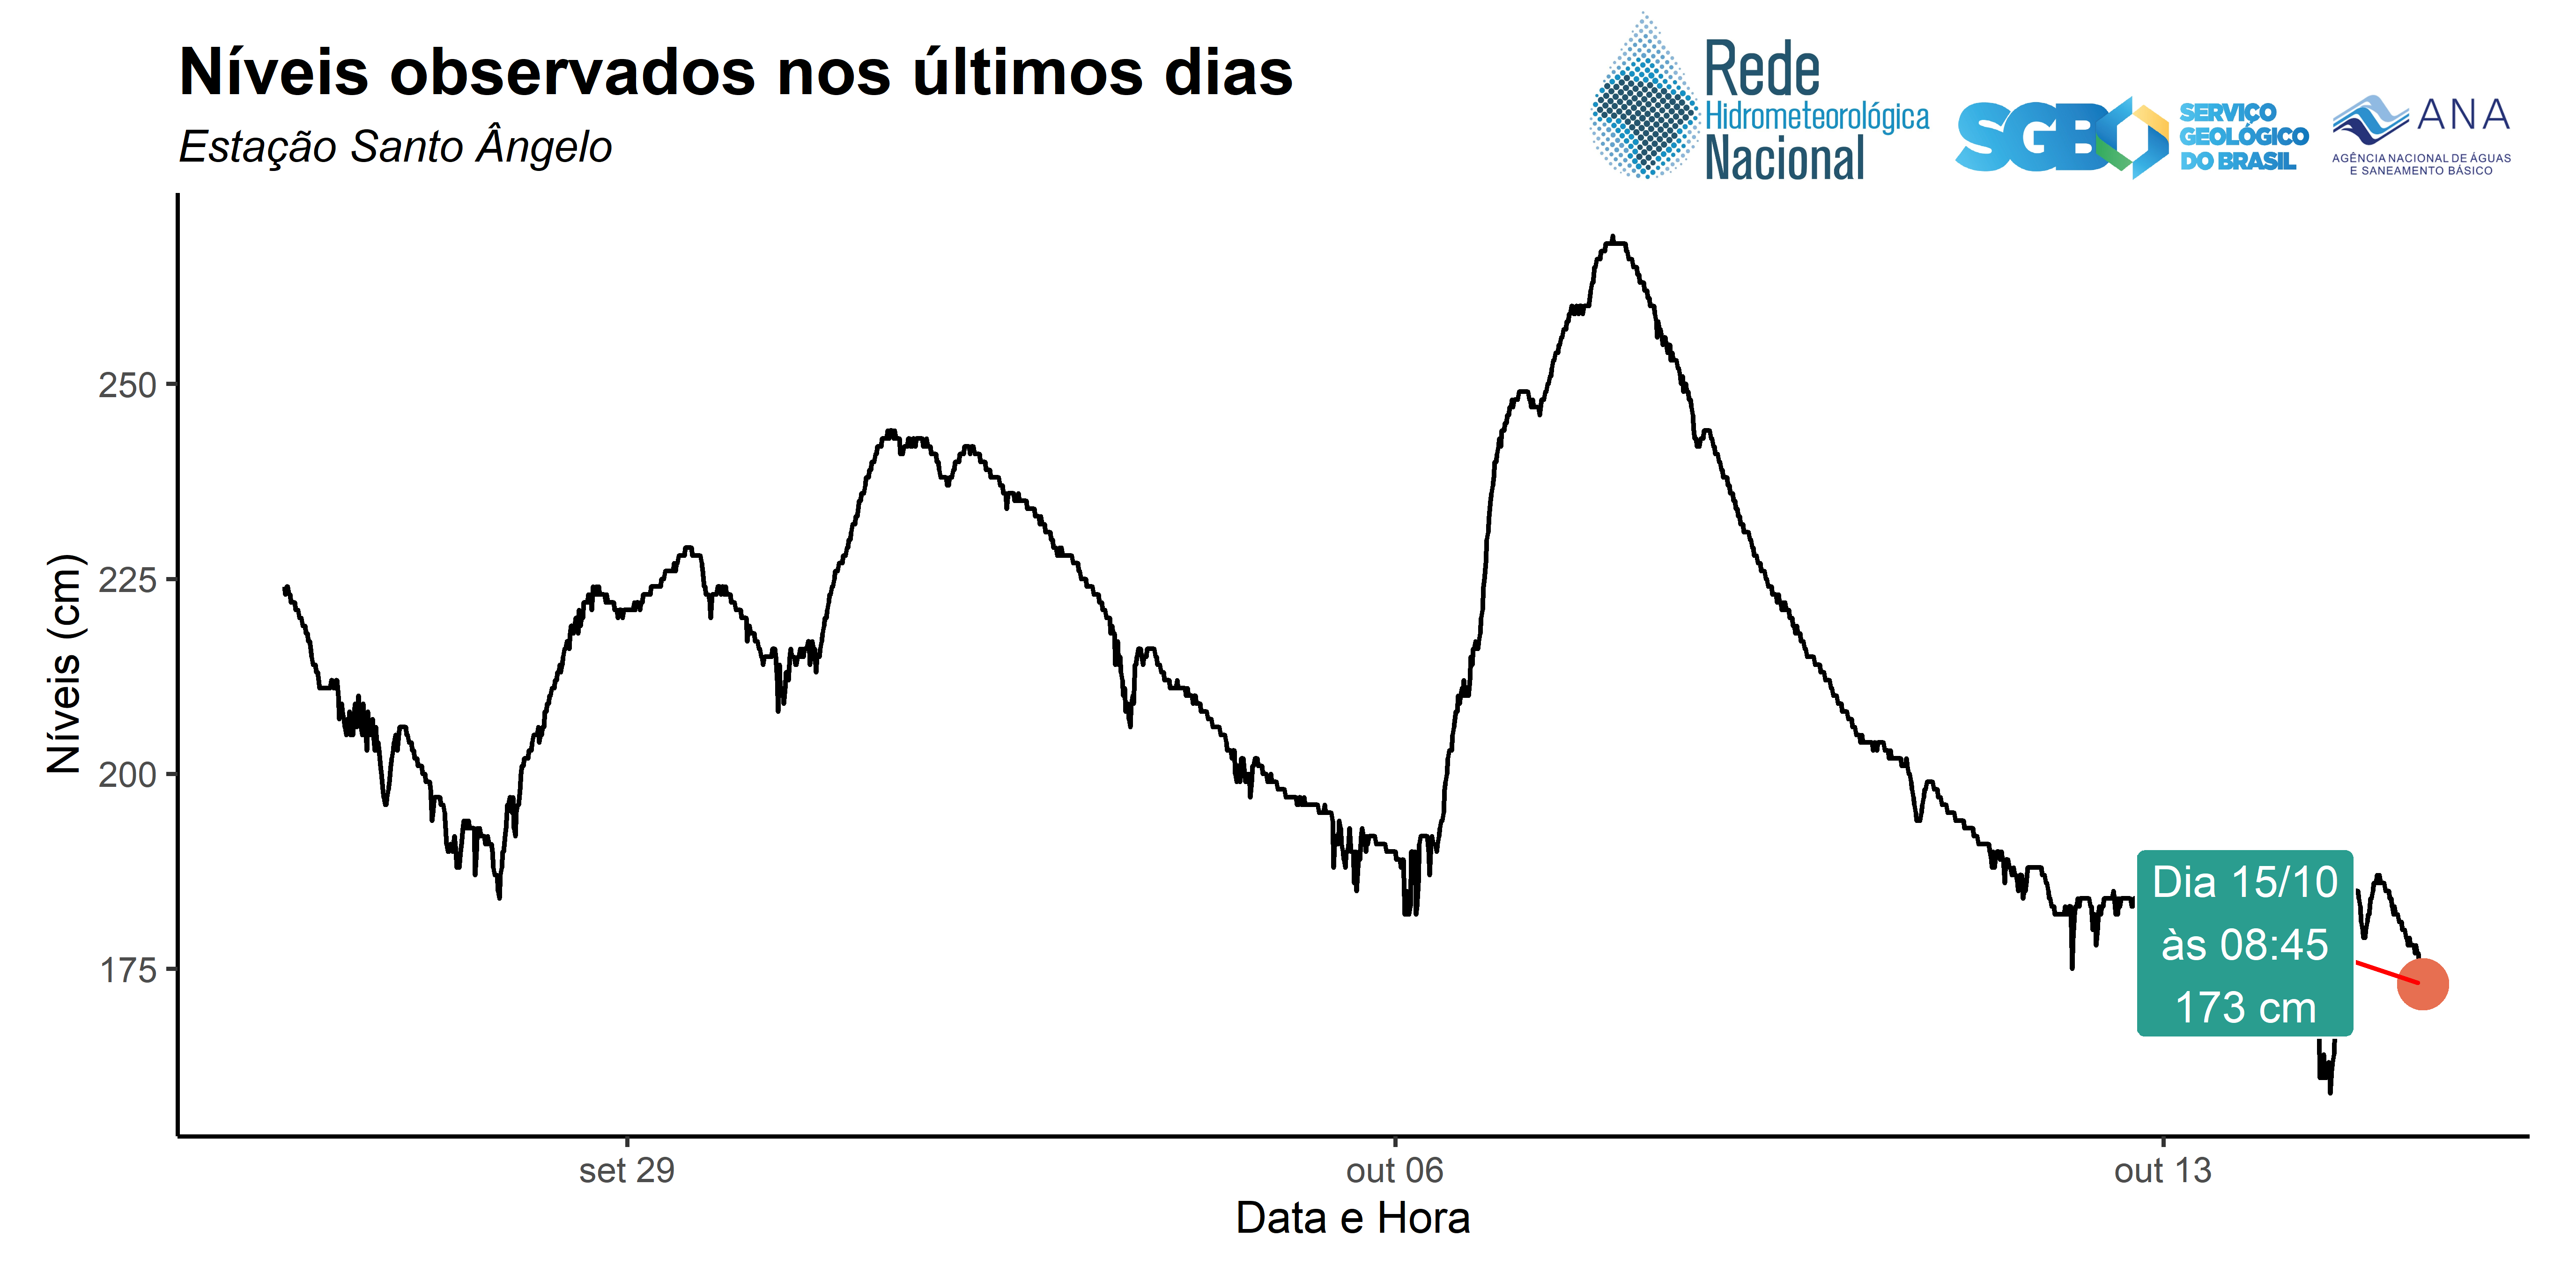 Níveis observados nos últimos dias
Estação Santo Ângelo
Rede
Hidrometeorológica
Nacional
SGB
SERVIÇO
GEOLÓGICO
DO BRASIL
ANA
AGÊNCIA NACIONAL DE ÁGUAS
E SANEAMENTO BÁSICO
Níveis (cm)
250
225
200
175
Dia 15/10
às 08:45
173 cm
set 29
out 06
out 13
Data e Hora